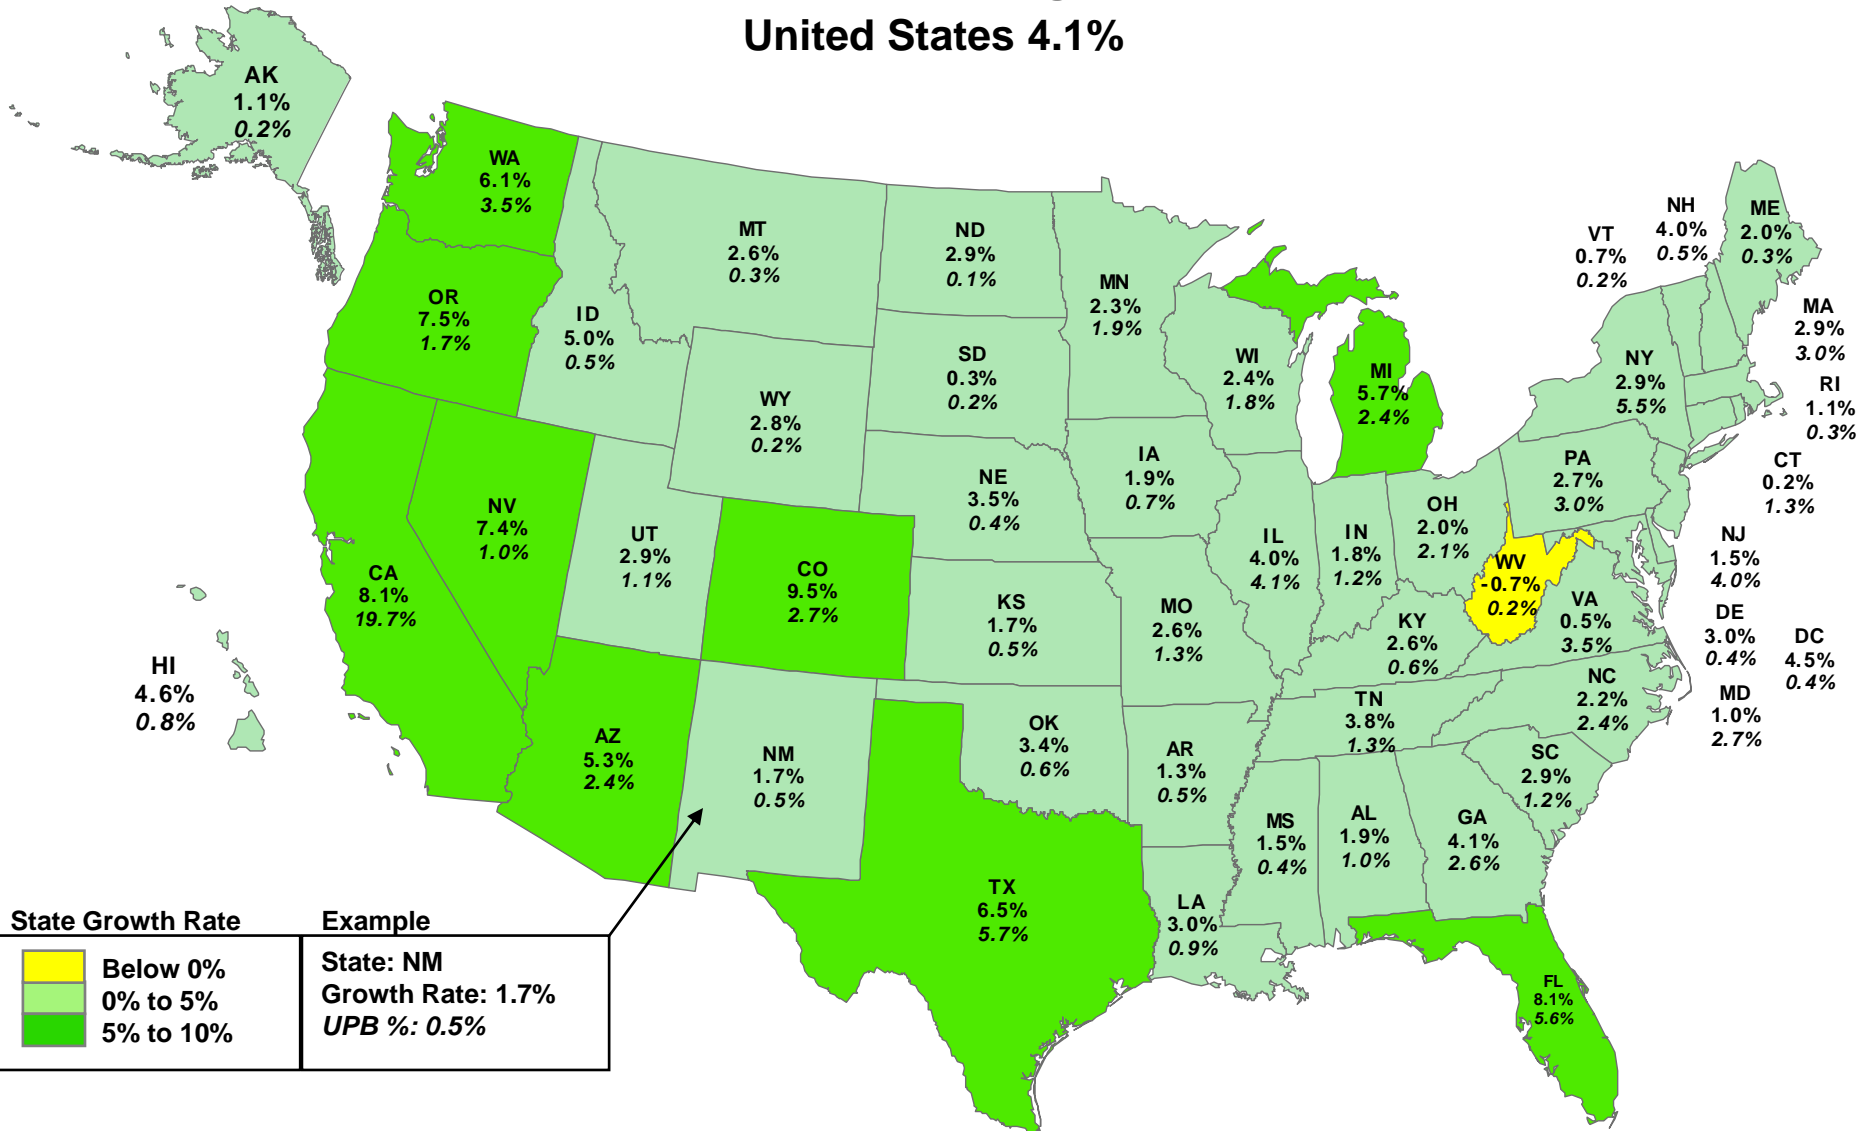 United States 4.1%
AK
1.1%
0.2%
WA
6.1%
3.5%
OR
7.5%
1.7%
ID
5.0%
0.5%
MT
2.6%
0.3%
ND
2.9%
0.1%
MN
2.3%
1.9%
SD
0.3%
0.2%
WY
2.8%
0.2%
WI
2.4%
1.8%
MI
5.7%
2.4%
VT
0.7%
0.2%
NH
4.0%
0.5%
ME
2.0%
0.3%
MA
2.9%
3.0%
NY
2.9%
5.5%
RI
1.1%
0.3%
CT
0.2%
1.3%
PA
2.7%
3.0%
NJ
1.5%
4.0%
NV
7.4%
1.0%
UT
2.9%
1.1%
CA
8.1%
19.7%
CO
9.5%
2.7%
NE
3.5%
0.4%
IA
1.9%
0.7%
KS
1.7%
0.5%
MO
2.6%
1.3%
IL
4.0%
4.1%
IN
1.8%
1.2%
OH
2.0%
2.1%
WV
-0.7%
0.2%
VA
0.5%
3.5%
KY
2.6%
0.6%
DE
3.0%
0.4%
DC
4.5%
0.4%
MD
1.0%
2.7%
HI
4.6%
0.8%
AZ
5.3%
2.4%
NM
1.7%
0.5%
OK
3.4%
0.6%
AR
1.3%
0.5%
TN
3.8%
1.3%
NC
2.2%
2.4%
SC
2.9%
1.2%
MS
1.5%
0.4%
AL
1.9%
1.0%
GA
4.1%
2.6%
TX
6.5%
5.7%
LA
3.0%
0.9%
FL
8.1%
5.6%
State Growth Rate
Below 0%
0% to 5%
5% to 10%
Example
State: NM
Growth Rate: 1.7%
UPB %: 0.5%